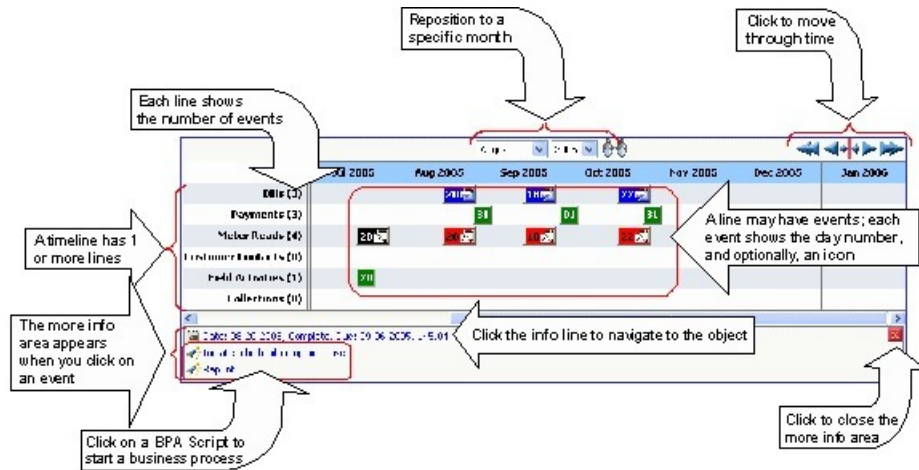 Reposition to a
specific month
Click to move
through time
Each line shows
the number of events
2005
Aug 2005
Sep 2005
Oct 2005
Nov 2005
Dec 2005
Jan 2006
Bills (3)
Payments (3)
Meter Reads (4)
Field Activities (1)
Collections (0)
A timeline has 1
or more lines
A line may have events; each
event shows the day number,
and optionally, an icon
The more info
area appears
when you click on
an event
Click the info line to navigate to the object
Click on a BPA Script to
start a business process
Click to close the
more info area